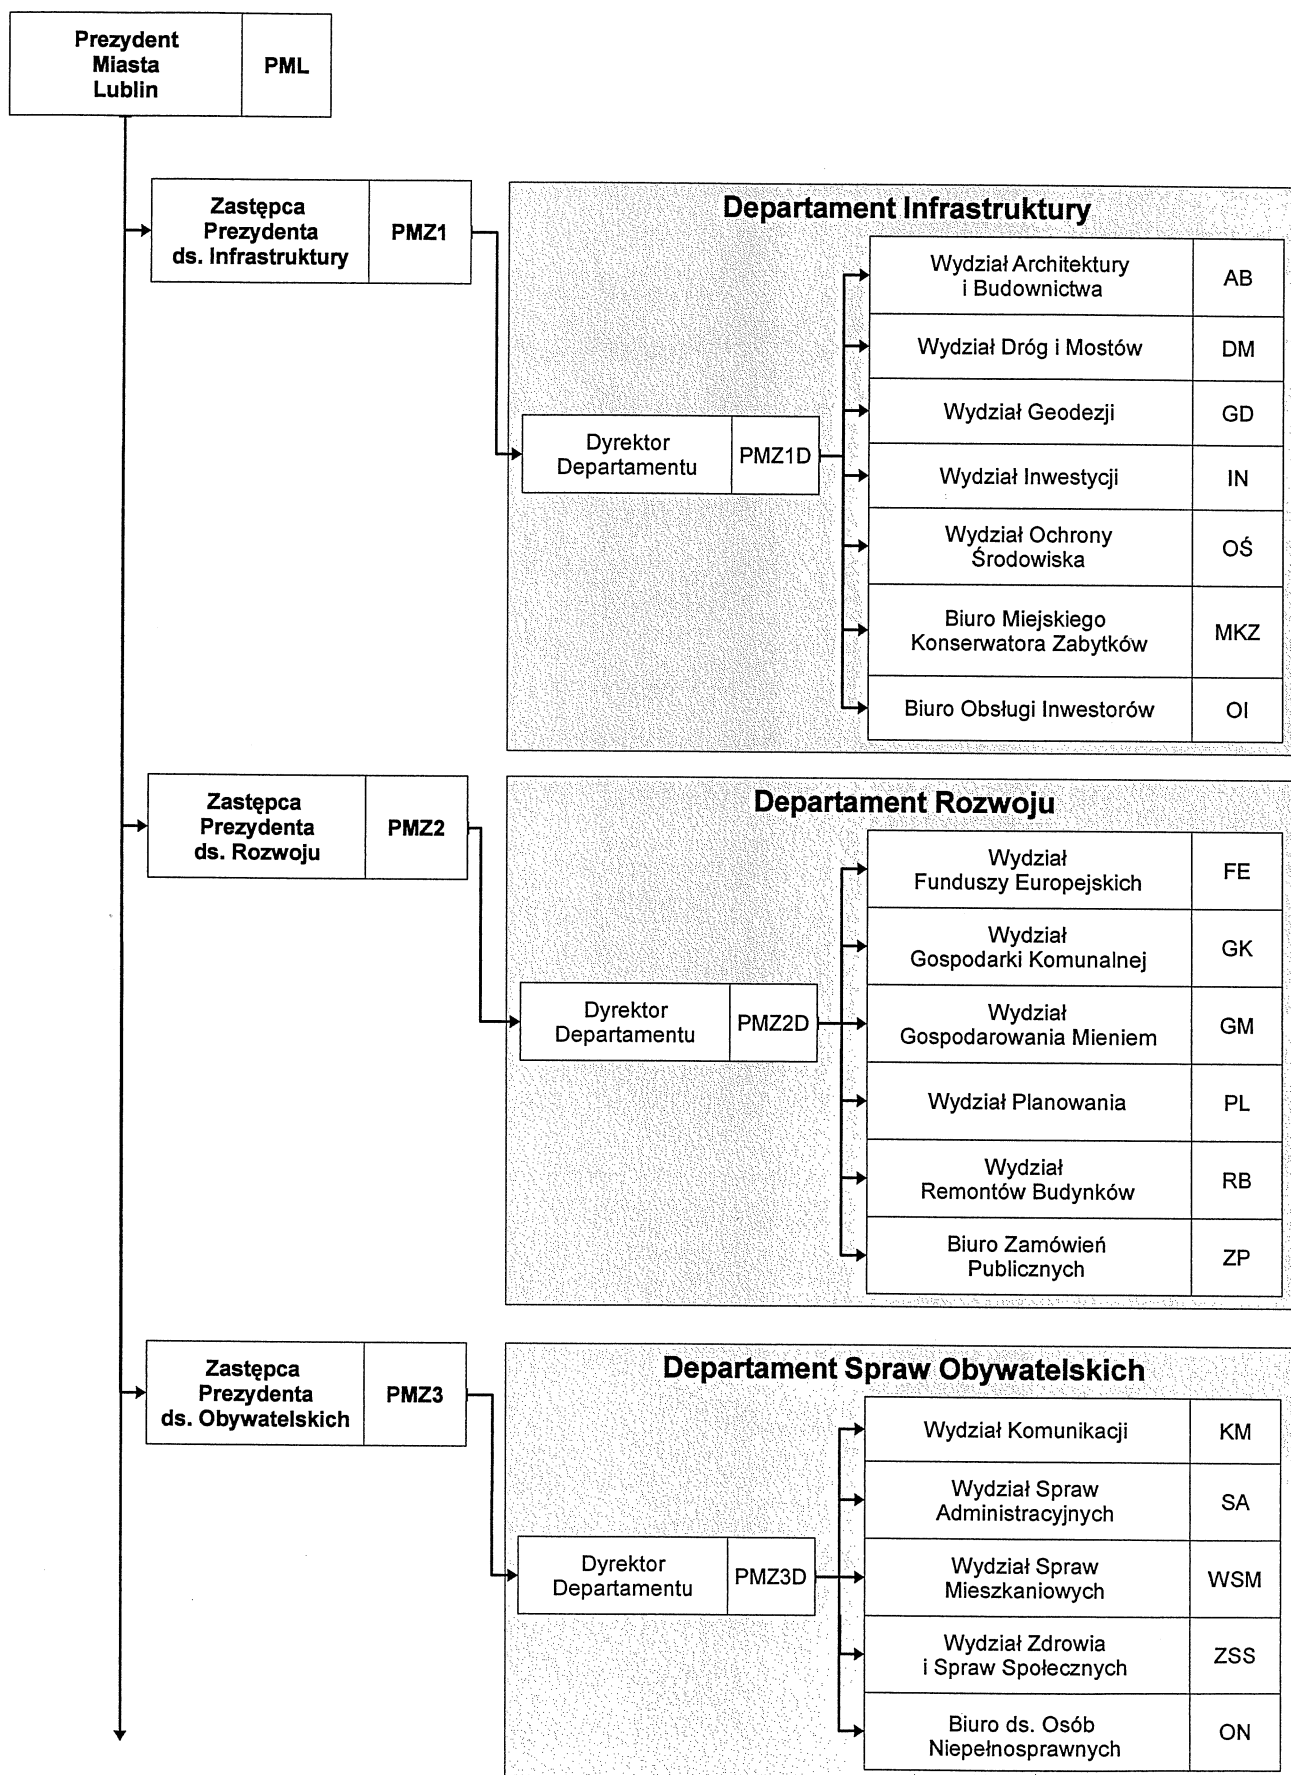 Prezydent
Miasta
Lublin
PML
Zastępca
Prezydenta
ds. Infrastruktury
PMZ1
Departament Infrastruktury
Dyrektor
Departamentu
PMZ1D
Wydział Architektury
i Budownictwa
AB
Wydział Dróg i Mostów
DM
Wydział Geodezji
GD
Wydział Inwestycji
IN
Wydział Ochrony
Środowiska
OŚ
Biuro Miejskiego
Konserwatora Zabytków
MKZ
Biuro Obsługi Inwestorów
OI
Zastępca
Prezydenta
ds. Rozwoju
PMZ2
Departament Rozwoju
Dyrektor
Departamentu
PMZ2D
Wydział
Funduszy Europejskich
FE
Wydział
Gospodarki Komunalnej
GK
Wydział
Gospodarowania Mieniem
GM
Wydział Planowania
PL
Wydział
Remontów Budynków
RB
Biuro Zamówień
Publicznych
ZP
Zastępca
Prezydenta
ds. Obywatelskich
PMZ3
Departament Spraw Obywatelskich
Dyrektor
Departamentu
PMZ3D
Wydział Komunikacji
KM
Wydział Spraw
Administracyjnych
SA
Wydział Spraw
Mieszkaniowych
WSM
Wydział Zdrowia
i Spraw Społecznych
ZSS
Biuro ds. Osób
Niepełnosprawnych
ON